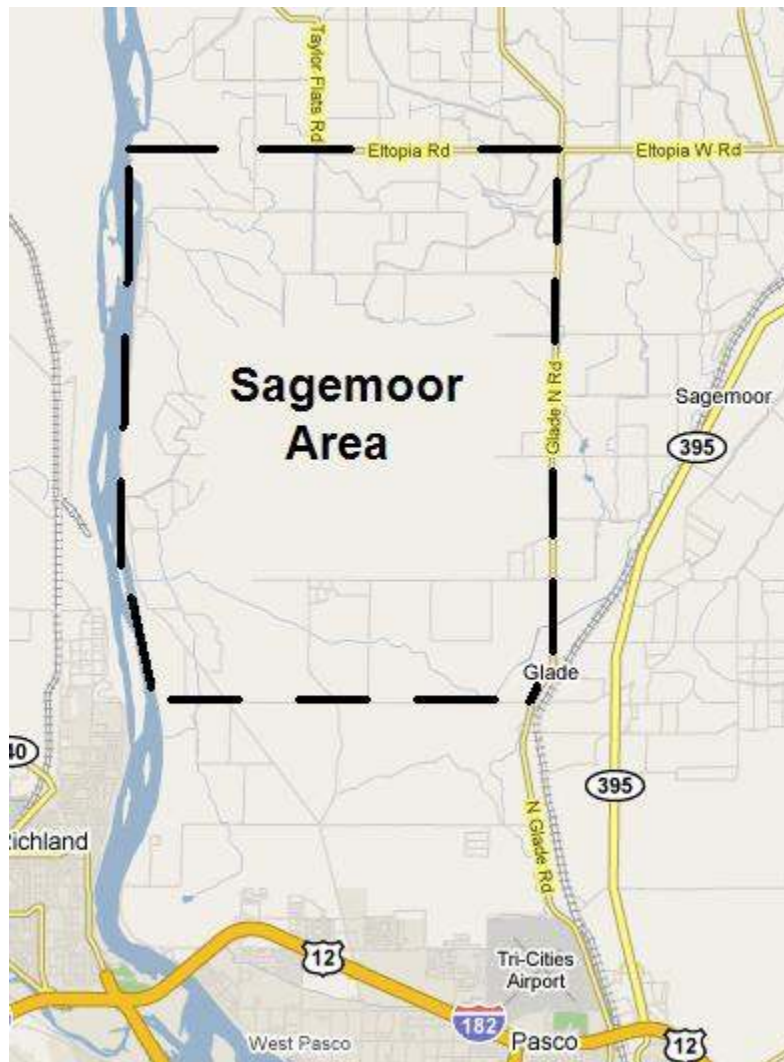 Taylor Flats Rd
Eltopia Rd
Eltopia W Rd
Sagemoor
Area
Glade N Rd
Sagemoor
395
Glade
40
395
Richland
N Glade Rd
12
Tri-Cities
Airport
182
West Pasco
Pasco
12